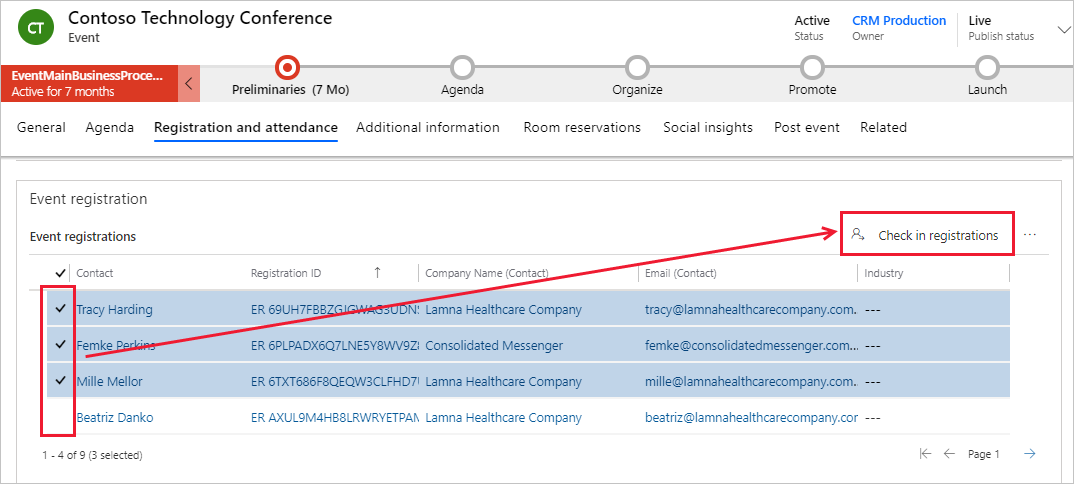 CT
Contoso Technology Conference
Event
Active
Status
CRM Production
Owner
Live
Publish status
EventMainBusinessProce...
Active for 7 months
Preliminaries (7 Mo)
Agenda
Organize
Promote
Launch
General Agenda Registration and attendance Additional information Room reservations Social insights Post event Related
Event registration
Event registrations
Check in registrations ...
Contact Registration ID Company Name (Contact) Email (Contact) Industry
Tracy Harding Lamna Healthcare Company tracy@lamnahealthcarecompany.com... ---
Femke Perkins ER 6PLPADX6Q7LNE5Y8WV9Z8 Consolidated Messenger femke@consolidatedmessenger.com... ---
Mille Mellor ER 6TXT686F8QEQW3CLFHD7U Lamna Healthcare Company mille@lamnahealthcarecompany.com... ---
Beatriz Danko ER AXUL9M4HB8LRWRYETPAM Lamna Healthcare Company beatriz@lamnahealthcarecompany.cor ---
1 - 4 of 9 (3 selected)
Page 1